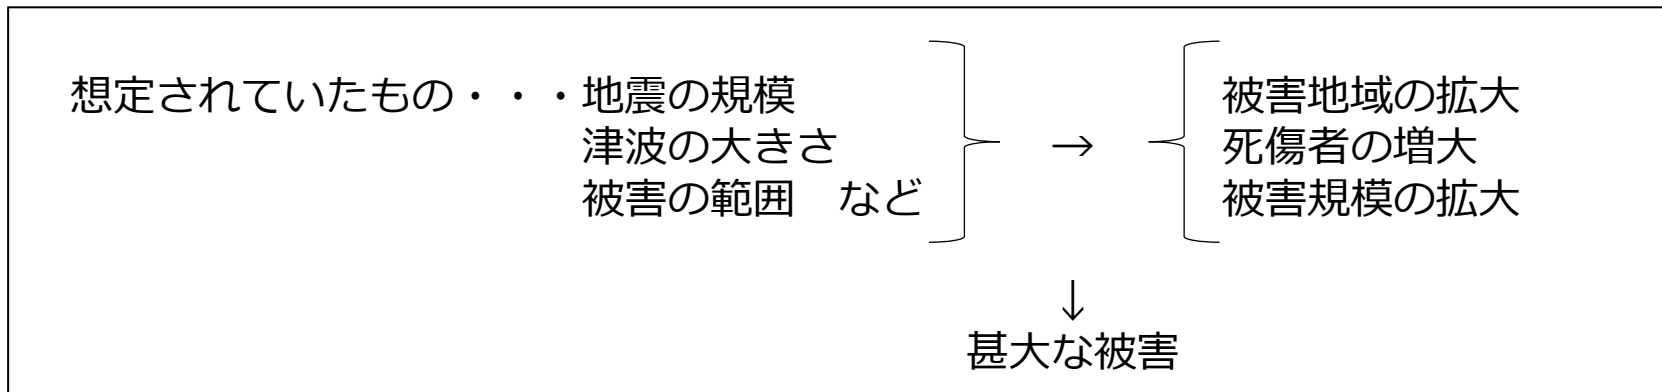 想定されていたもの・・・地震の規模
津波の大きさ
被害の範囲　など
→
被害地域の拡大
死傷者の増大
被害規模の拡大
↓
甚大な被害